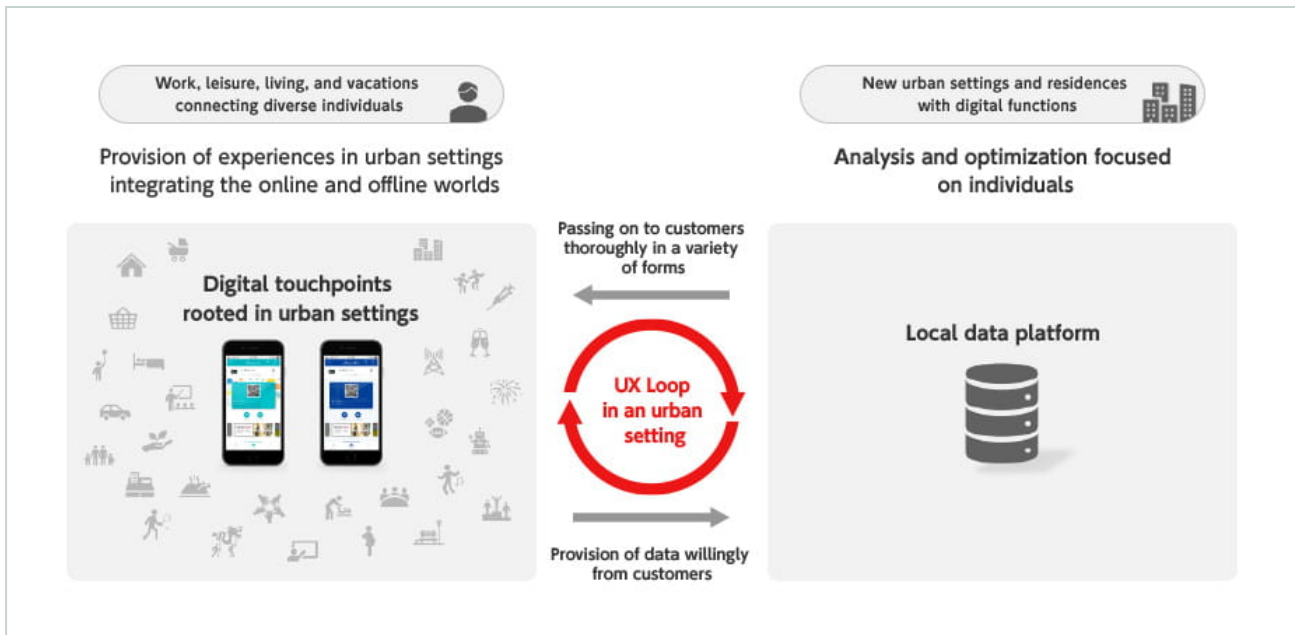 Work, leisure, living, and vacations
connecting diverse individuals
New urban settings and residences
with digital functions
Provision of experiences in urban settings
integrating the online and offline worlds
Analysis and optimization focused
on individuals
Digital touchpoints
rooted in urban settings
Passing on to customers
thoroughly in a variety
of forms
UX Loop
in an urban
setting
Provision of data willingly
from customers
Local data platform